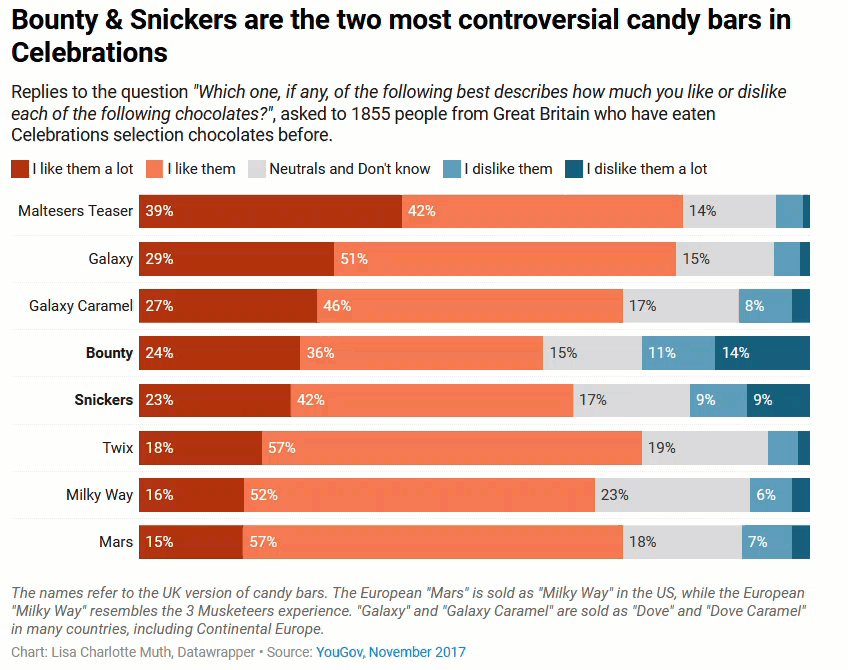 Bounty & Snickers are the two most controversial candy bars in
Celebrations
Replies to the question "Which one, if any, of the following best describes how much you like or dislike
each of the following chocolates?", asked to 1855 people from Great Britain who have eaten
Celebrations selection chocolates before.
I like them a lot I like them Neutrals and Don't know I dislike them I dislike them a lot
Maltesers Teaser 39% 42% 14%
Galaxy 29% 51% 15%
Galaxy Caramel 27% 46% 17% 8%
Bounty 24% 36% 15% 11% 14%
Snickers 23% 42% 17% 9% 9%
Twix 18% 57% 19%
Milky Way 16% 52% 23% 6%
Mars 15% 57% 18% 7%
The names refer to the UK version of candy bars. The European "Mars" is sold as "Milky Way" in the US, while the European
"Milky Way" resembles the 3 Musketeers experience. "Galaxy" and "Galaxy Caramel" are sold as "Dove" and "Dove Caramel"
in many countries, including Continental Europe.
Chart: Lisa Charlotte Muth, Datawrapper • Source: YouGov, November 2017